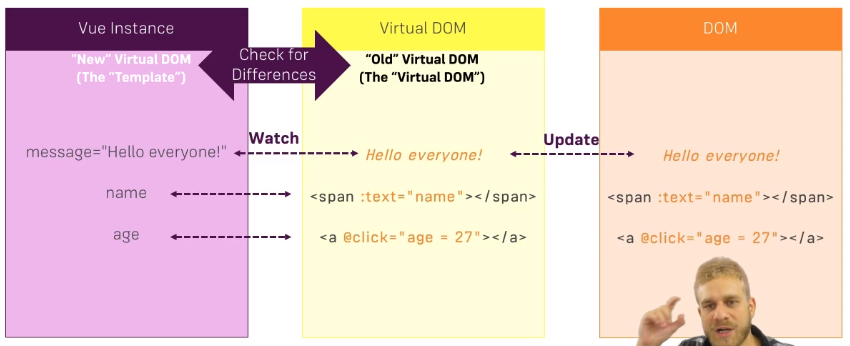 Vue Instance
Virtual DOM
DOM
"New" Virtual DOM
(The "Template")
Check for
Differences
"Old" Virtual DOM
(The "Virtual DOM")
Watch
Update
message="Hello everyone!"
Hello everyone!
Hello everyone!
name
<span :text="name"></span>
<span :text="name"></span>
age
<a @click="age = 27"></a>
<a @click="age = 27"></a>